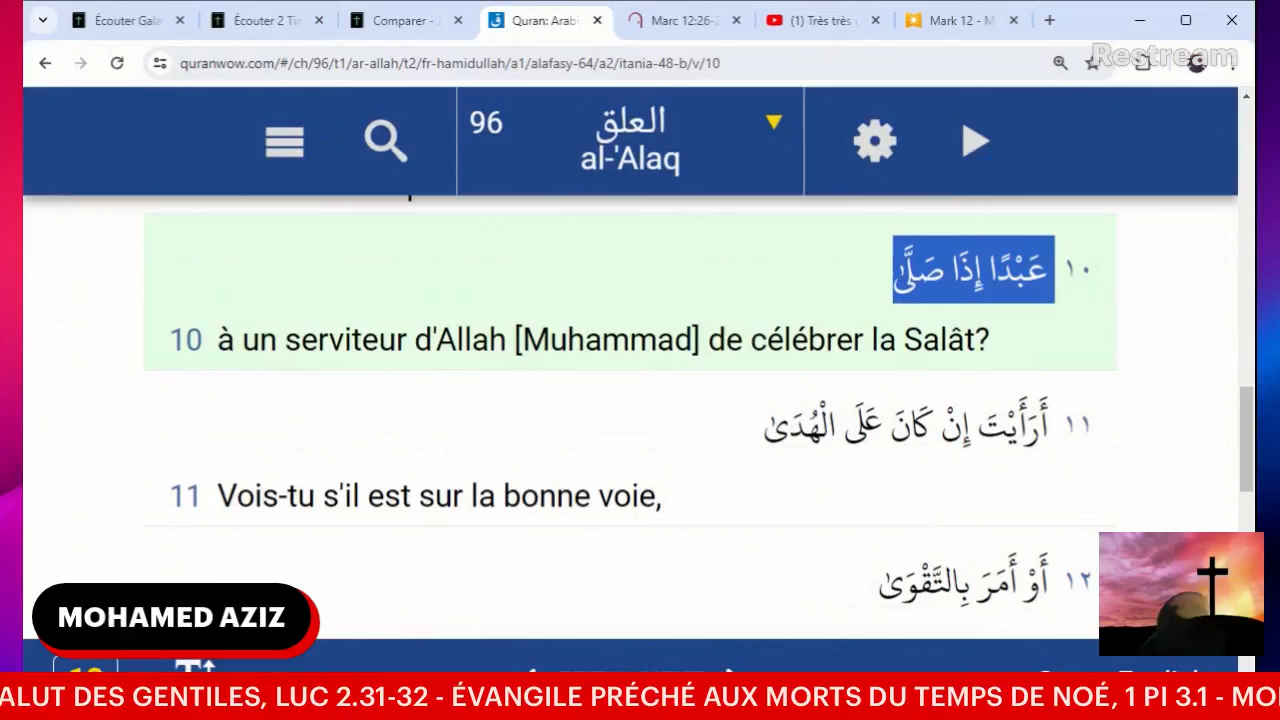 Écouter Gala
Écouter 2 Tir
Comparer -
Quran: Arabi
Marc 12:26-
(1) Très très
Mark 12 - M
quranwow.com/#/ch/96/t1/ar-allah/t2/fr-hamidullah/a1/alafasy-64/a2/itania-48-b/v/10
Restream
96
العلق
al-'Alaq
١٠ عَبْدًا إِذَا صَلَّىٰ
10 à un serviteur d'Allah [Muhammad] de célébrer la Salât?
١١ أَرَأَيْتَ إِنْ كَانَ عَلَى الْهُدَىٰ
11 Vois-tu s'il est sur la bonne voie,
١٢ أَوْ أَمَرَ بِالتَّقْوَىٰ
MOHAMED AZIZ
ALUT DES GENTILES, LUC 2.31-32 - ÉVANGILE PRÉCHÉ AUX MORTS DU TEMPS DE NOÉ, 1 PI 3.1 - MO